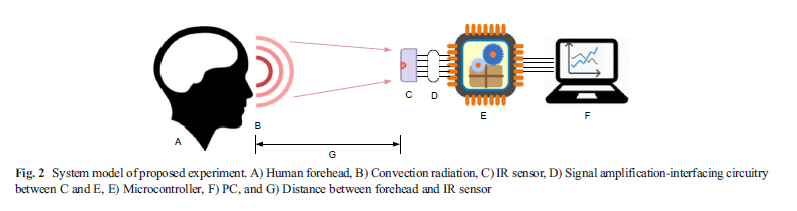 C
D
A
B
E
F
G
Fig. 2 System model of proposed experiment. A) Human forehead, B) Convection radiation, C) IR sensor, D) Signal amplification-interfacing circuitry
between C and E, E) Microcontroller, F) PC, and G) Distance between forehead and IR sensor